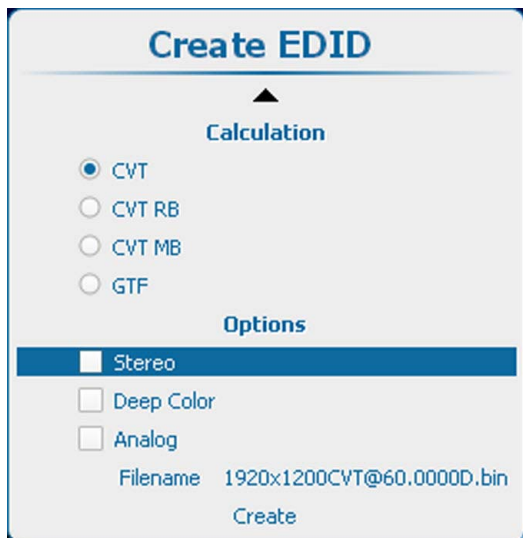 Create EDID
Calculation
CVT
CVT RB
CVT MB
GTF
Options
Stereo
Deep Color
Analog
Filename 1920x1200CVT@60.0000D.bin
Create